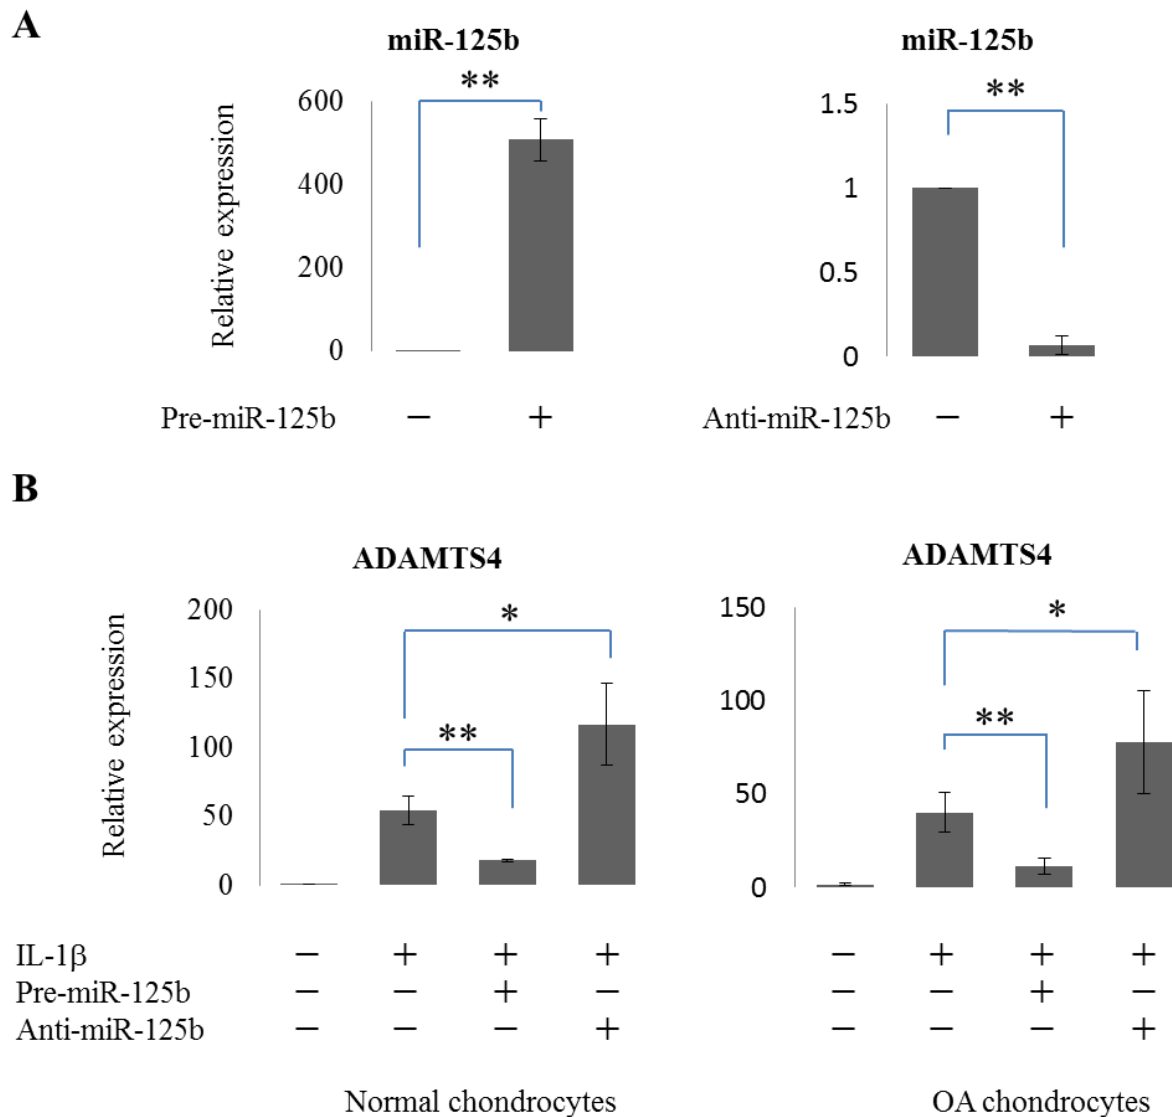 A
miR-125b
miR-125b
**
**
Relative expression
600
400
200
0
1.5
1
0.5
0
Pre-miR-125b − +
Anti-miR-125b − +
B
ADAMTS4
ADAMTS4
*
**
*
**
Relative expression
200
150
100
50
0
150
100
50
0
IL-1β − + + + − + + +
Pre-miR-125b − − + − − − + −
Anti-miR-125b − − − + − − − +
Normal chondrocytes
OA chondrocytes